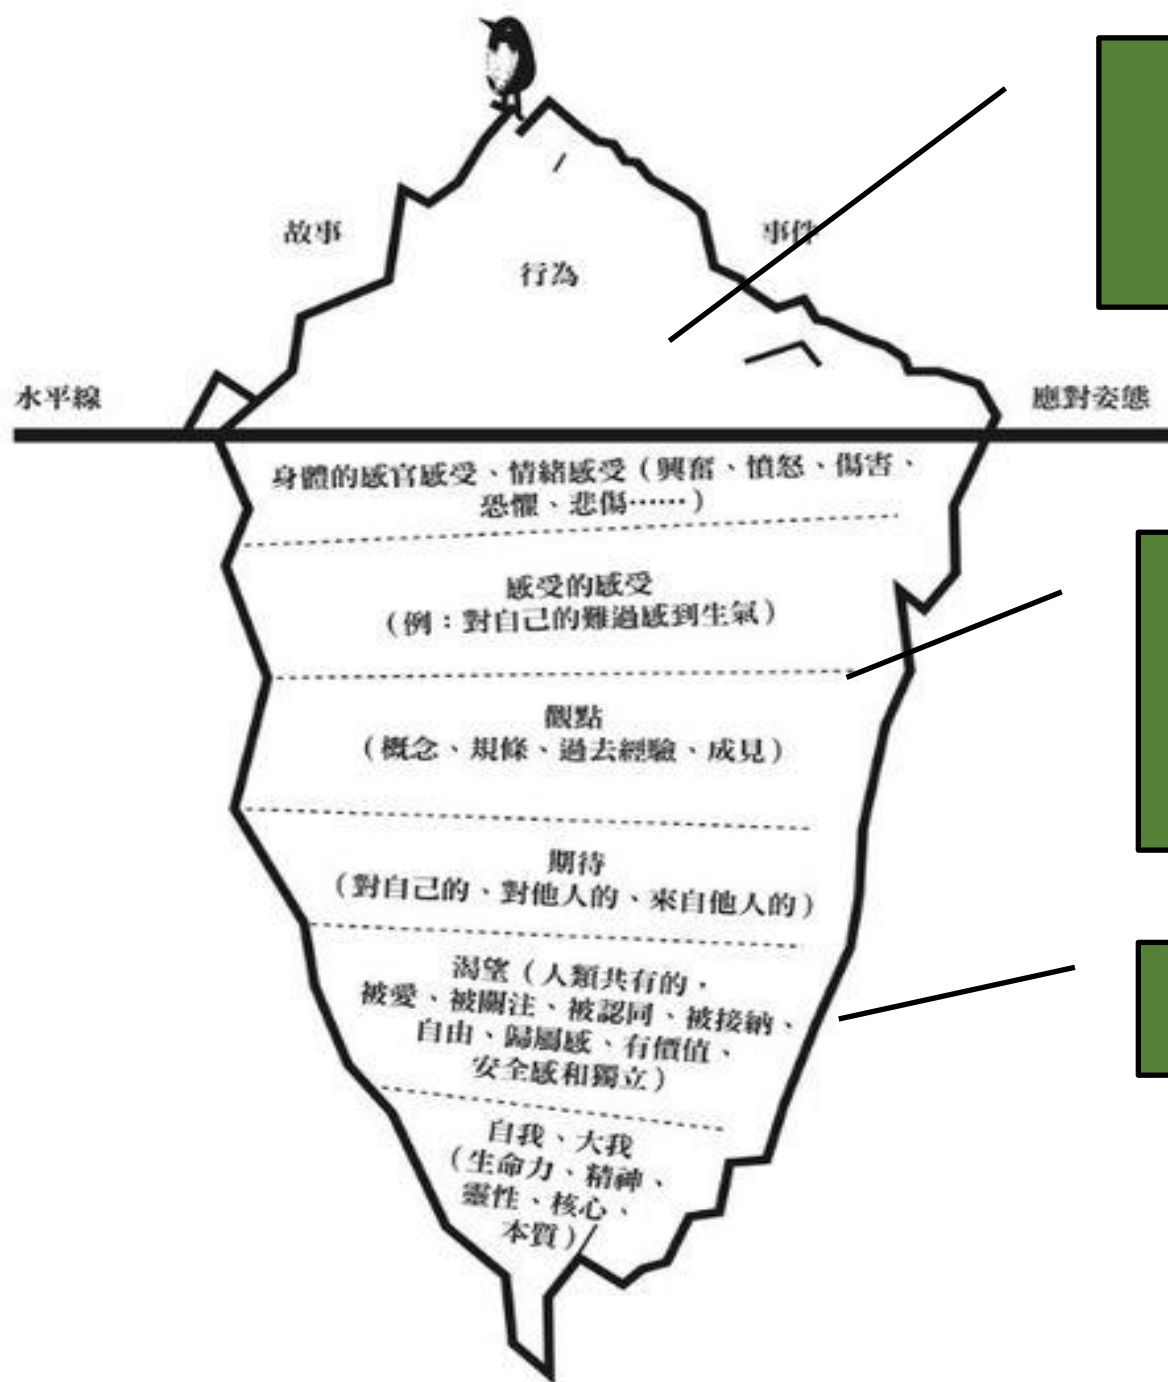 故事
事件
行為
水平線
應對姿態
身體的感官感受、情緒感受（興奮、憤怒、傷害、
恐懼、悲傷……）
感受的感受
（例：對自己的難過感到生氣）
觀點
（概念、規條、過去經驗、成見）
期待
（對自己的、對他人的、來自他人的）
渴望（人類共有的，
被愛、被關注、被認同、被接納、
自由、歸屬感、有價值、
安全感和獨立）
自我、大我
（生命力、精神、
靈性、核心、
本質）